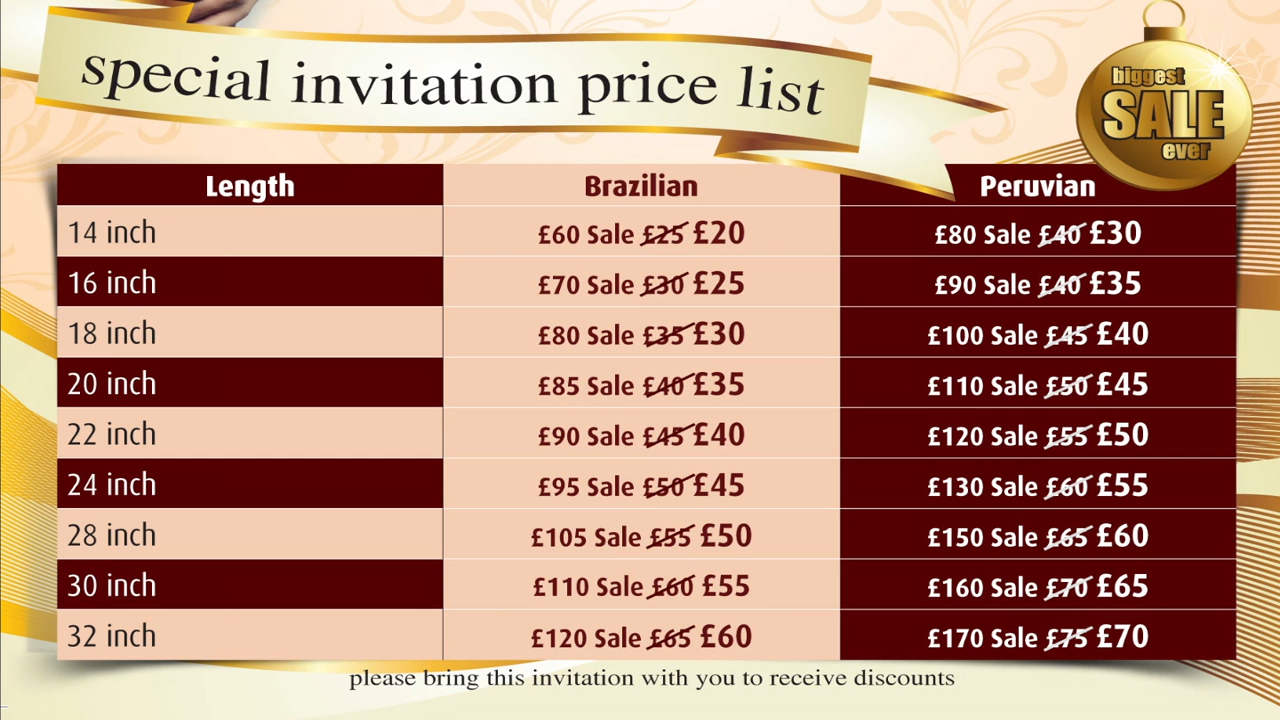 special invitation price list
biggest
SALE
ever
Length Brazilian Peruvian
14 inch £60 Sale £25 £20 £80 Sale £40 £30
16 inch £70 Sale £30 £25 £90 Sale £40 £35
18 inch £80 Sale £35 £30 £100 Sale £45 £40
20 inch £85 Sale £40 £35 £110 Sale £50 £45
22 inch £90 Sale £45 £40 £120 Sale £55 £50
24 inch £95 Sale £50 £45 £130 Sale £60 £55
28 inch £105 Sale £55 £50 £150 Sale £65 £60
30 inch £110 Sale £60 £55 £160 Sale £70 £65
32 inch £120 Sale £65 £60 £170 Sale £75 £70
please bring this invitation with you to receive discounts